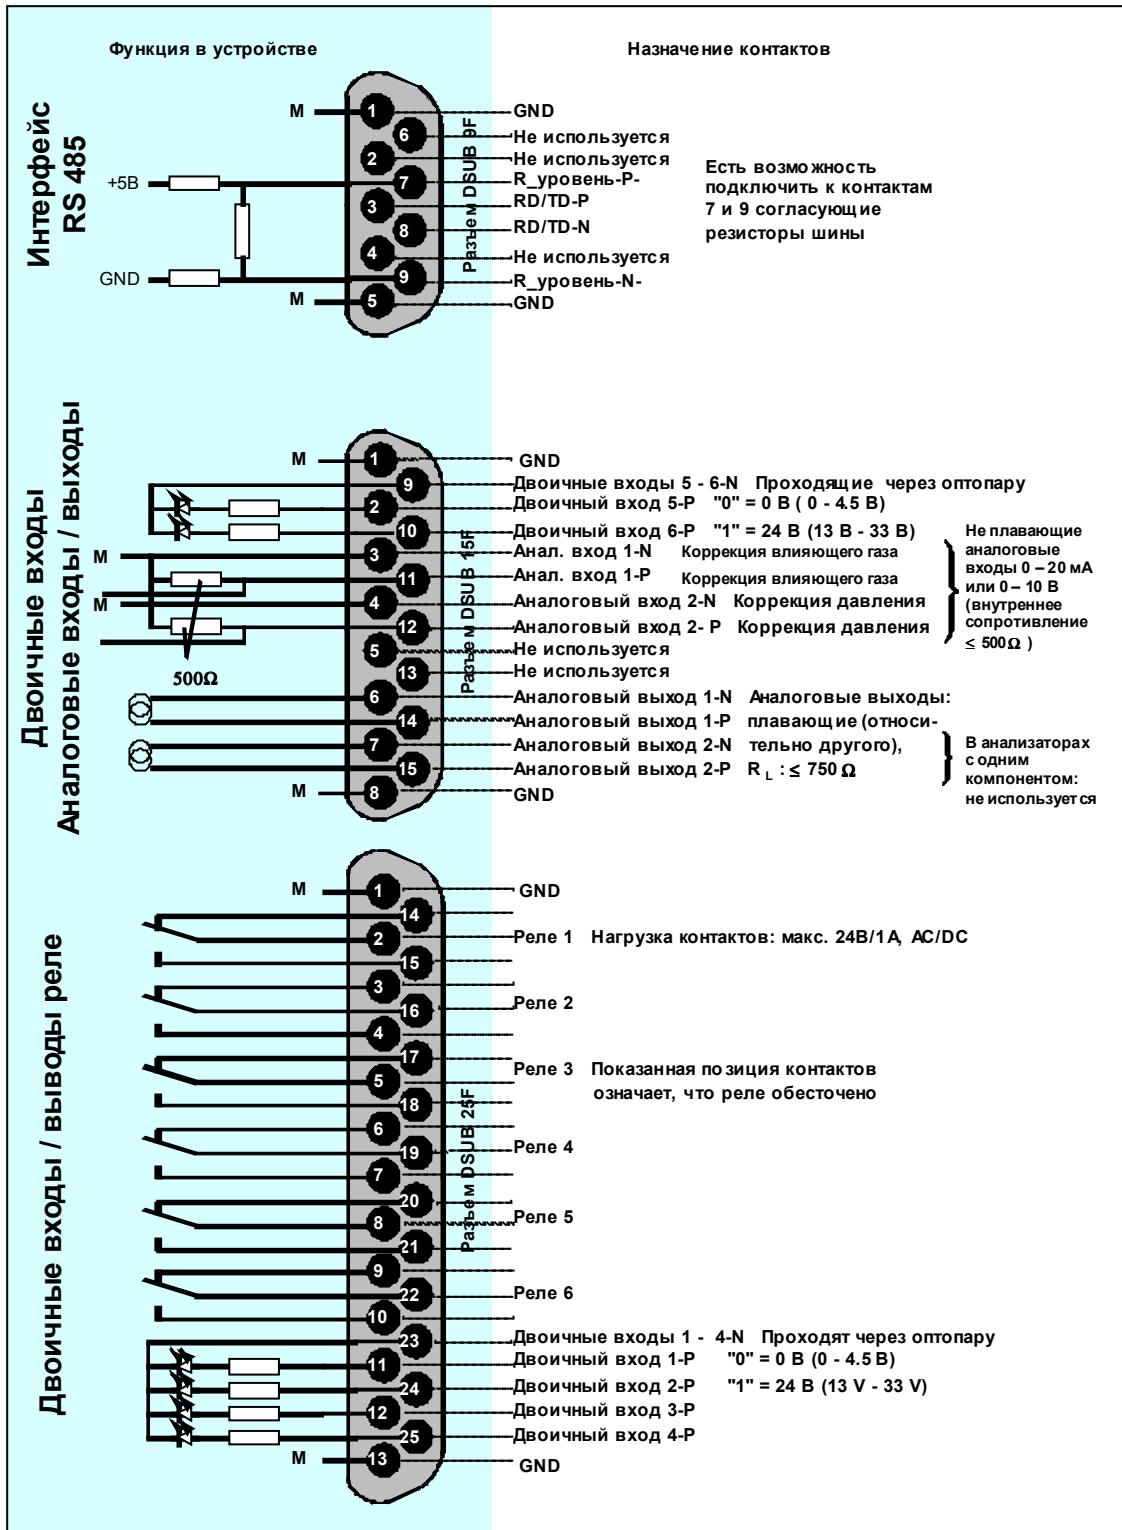 Функция в устройстве
Назначение контактов
Интерфейс
RS 485
M
+5В
GND
M
1
6
2
7
3
8
4
9
5
Разъем DSUB 9F
GND
Не используется
Не используется
R_уровень-P-
RD/TD-P
RD/TD-N
Не используется
R_уровень-N-
GND
Есть возможность
подключить к контактам
7 и 9 согласующие
резисторы шины
Двоичные входы
Аналоговые входы / выходы
M
M
M
500Ω
M
1
9
2
10
3
11
4
12
5
13
6
14
7
15
8
Разъем DSUB 15F
GND
Двоичные входы 5 - 6-N Проходящие через оптопару
Двоичный вход 5-P "0" = 0 В ( 0 - 4.5 В)
Двоичный вход 6-P "1" = 24 В (13 В - 33 В)
Анал. вход 1-N Коррекция влияющего газа
Анал. вход 1-P Коррекция влияющего газа
Аналоговый вход 2-N Коррекция давления
Аналоговый вход 2- P Коррекция давления
Не используется
Не используется
Аналоговый выход 1-N Аналоговые выходы:
Аналоговый выход 1-P плавающие (относи-
Аналоговый выход 2-N тельно другого),
Аналоговый выход 2-P R L : ≤ 750 Ω
GND
Не плавающие
аналоговые
входы 0 – 20 мА
или 0 – 10 В
(внутреннее
сопротивление
≤ 500Ω )
В анализаторах
с одним
компонентом:
не используется
Двоичные входы / выводы реле
M
M
1
14
2
15
3
16
4
17
5
18
6
19
7
20
8
21
9
22
10
23
11
24
12
25
13
Разъем DSUB 25F
GND
Реле 1 Нагрузка контактов: макс. 24В/1А, AC/DC
Реле 2
Реле 3 Показанная позиция контактов
означает, что реле обесточено
Реле 4
Реле 5
Реле 6
Двоичные входы 1 - 4-N Проходят через оптопару
Двоичный вход 1-P "0" = 0 В (0 - 4.5 В)
Двоичный вход 2-P "1" = 24 В (13 V - 33 V)
Двоичный вход 3-P
Двоичный вход 4-P
GND